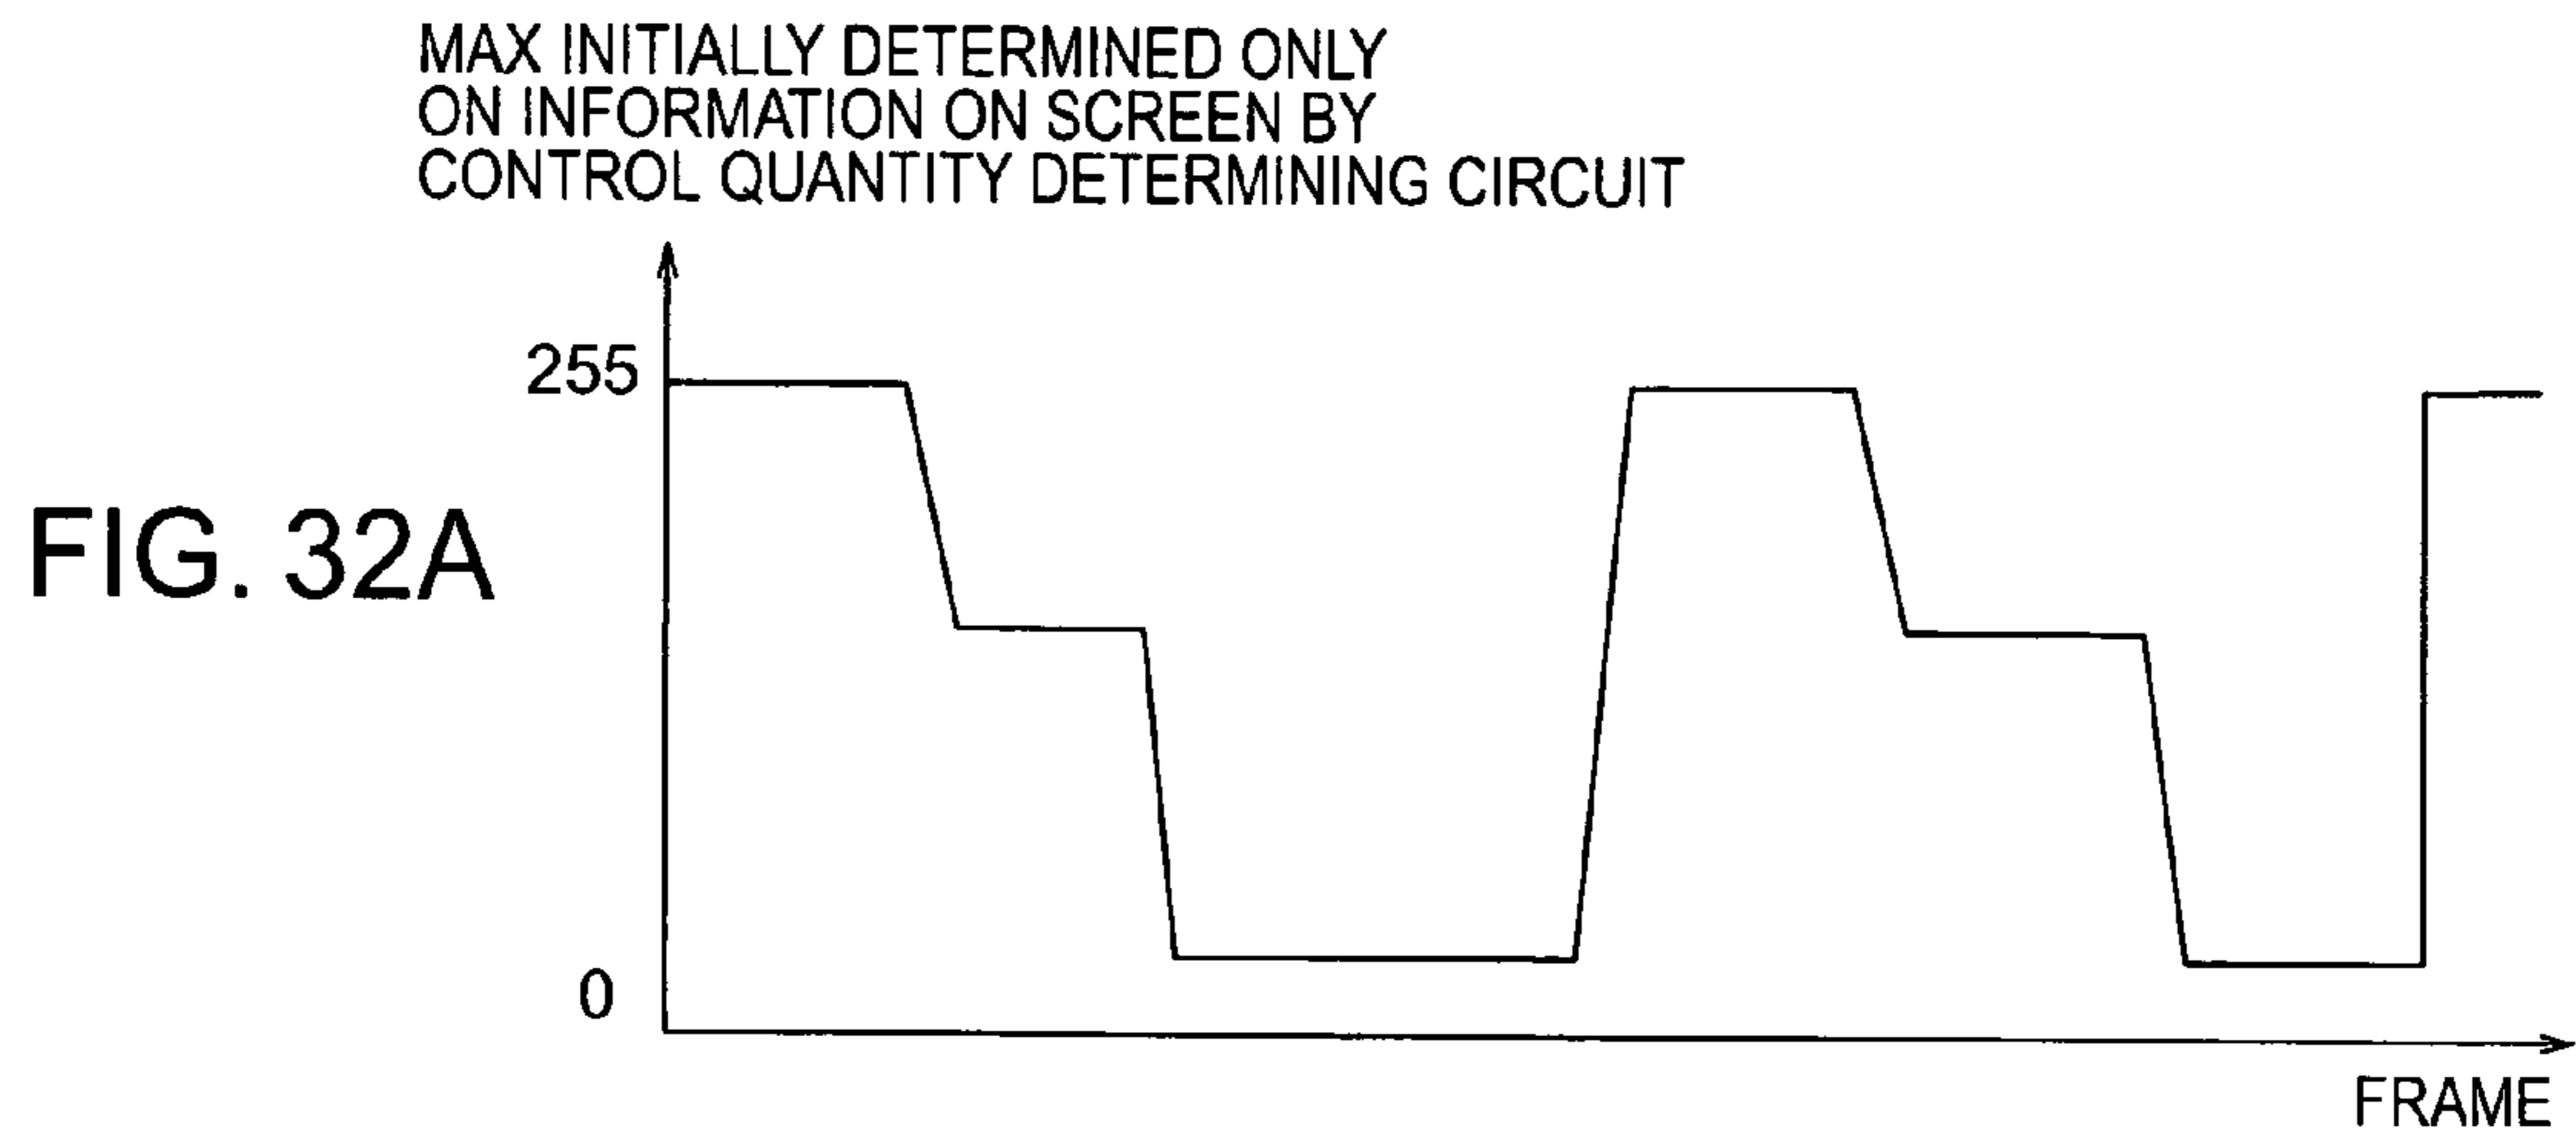 MAX INITIALLY DETERMINED ONLY
ON INFORMATION ON SCREEN BY
CONTROL QUANTITY DETERMINING CIRCUIT
255
FIG. 32A
0
FRAME